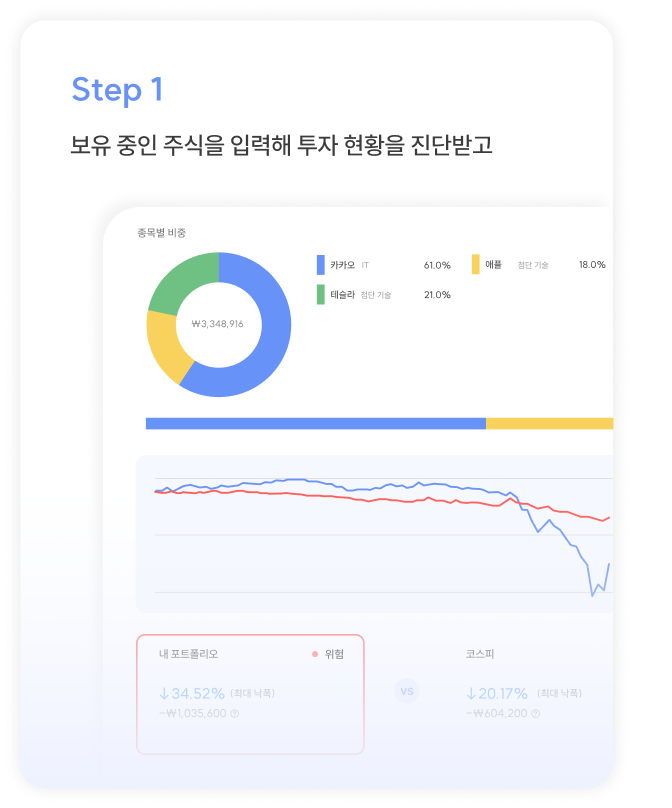 Step 1
보유 중인 주식을 입력해 투자 현황을 진단받고
종목별 비중
카카오 IT 61.0%
애플 첨단 기술 18.0%
테슬라 첨단 기술 21.0%
₩3,348,916
내 포트폴리오 위험
↓34.52% (최대 낙폭)
-₩1,035,600 ?
VS
코스피
↓20.17% (최대 낙폭)
-₩604,200 ?